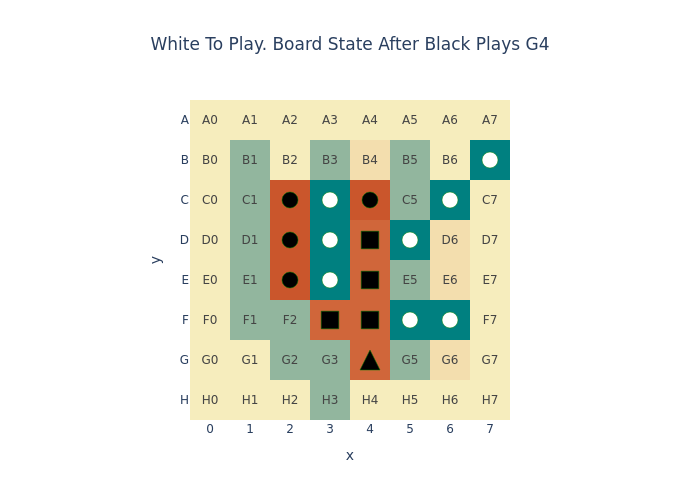 White To Play. Board State After Black Plays G4
A A0 A1 A2 A3 A4 A5 A6 A7
B B0 B1 B2 B3 B4 B5 B6
C C0 C1 C5 C7
D D0 D1 D6 D7
E E0 E1 E5 E6 E7
F F0 F1 F2 F7
G G0 G1 G2 G3 G5 G6 G7
H H0 H1 H2 H3 H4 H5 H6 H7
0 1 2 3 4 5 6 7
x
y